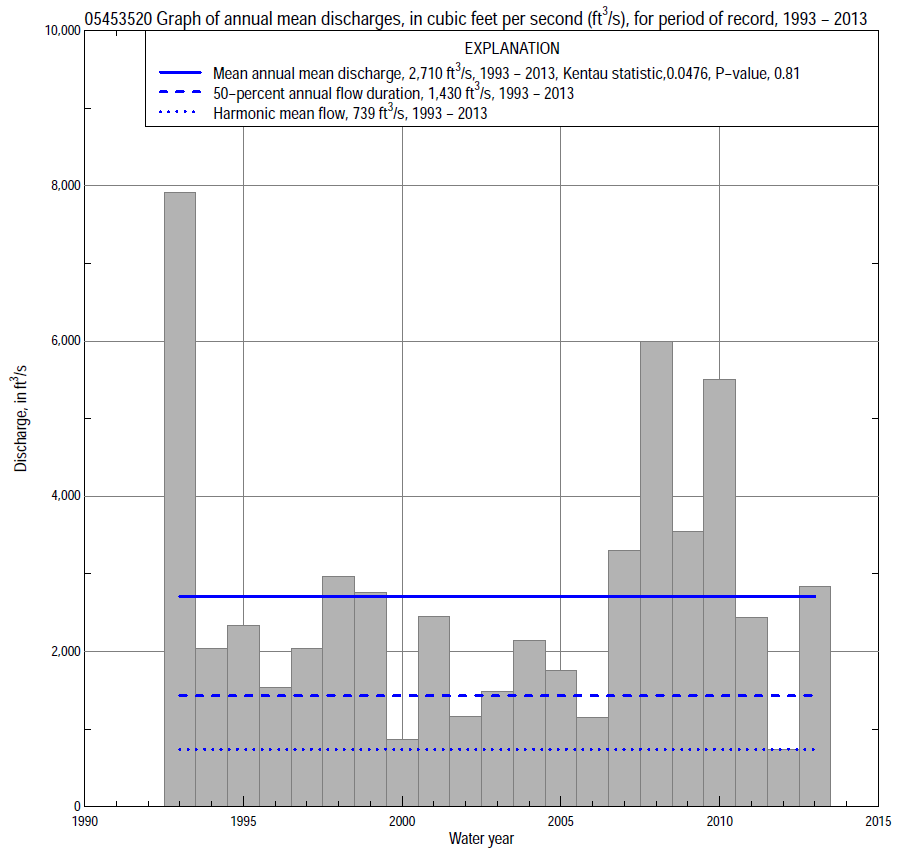 05453520 Graph of annual mean discharges, in cubic feet per second (ft³/s), for period of record, 1993 – 2013
EXPLANATION
Mean annual mean discharge, 2,710 ft³/s, 1993 – 2013, Kentau statistic,0.0476, P–value, 0.81
50–percent annual flow duration, 1,430 ft³/s, 1993 – 2013
Harmonic mean flow, 739 ft³/s, 1993 – 2013
10,000
8,000
6,000
4,000
2,000
0
Discharge, in ft³/s
1990 1995 2000 2005 2010 2015
Water year